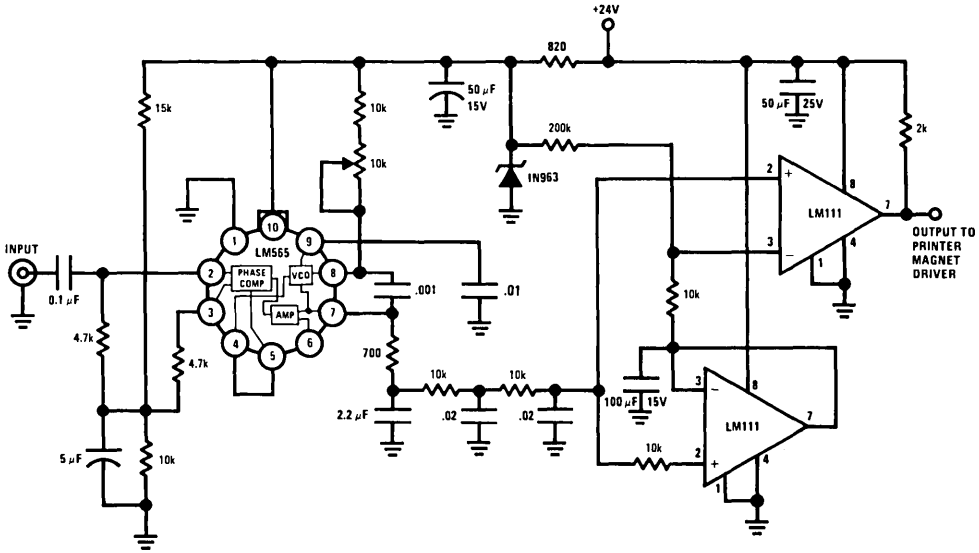 +24V
820
15k
10k
50 µF
15V
50 µF
25V
2k
200k
10k
IN963
2
+
8
LM111
7
OUTPUT TO
PRINTER
MAGNET
DRIVER
3
−
4
1
1
10
9
LM565
INPUT
0.1 µF
2
PHASE
COMP
VCO
8
.001
.01
3
AMP
7
4
5
6
4.7k
4.7k
700
10k
10k
10k
2.2 µF
.02
.02
100 µF
15V
3
−
8
LM111
7
10k
2
+
4
1
5 µF
10k